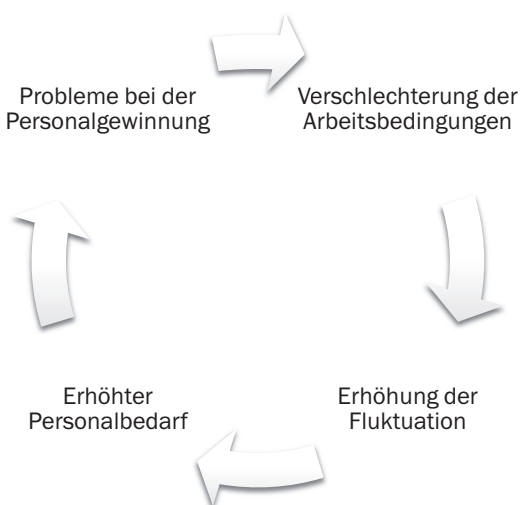 Probleme bei der
Personalgewinnung
Verschlechterung der
Arbeitsbedingungen
Erhöhter
Personalbedarf
Erhöhung der
Fluktuation